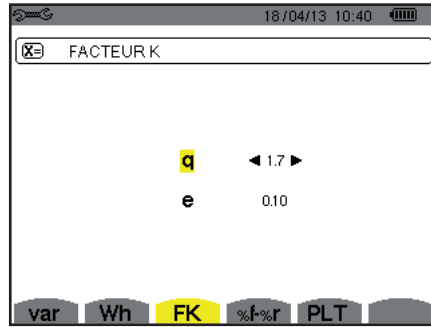 18/04/13 10:40
X= FACTEUR K
q ◄ 1.7 ►
e 0.10
var Wh FK %f-%r PLT